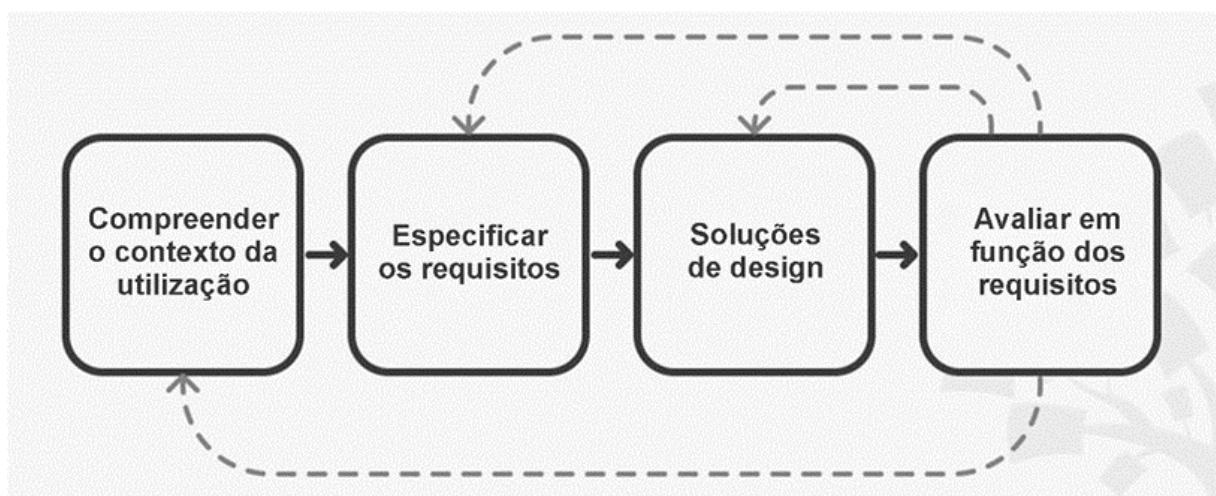 Compreender
o contexto da
utilização
Especificar
os requisitos
Soluções
de design
Avaliar em
função dos
requisitos